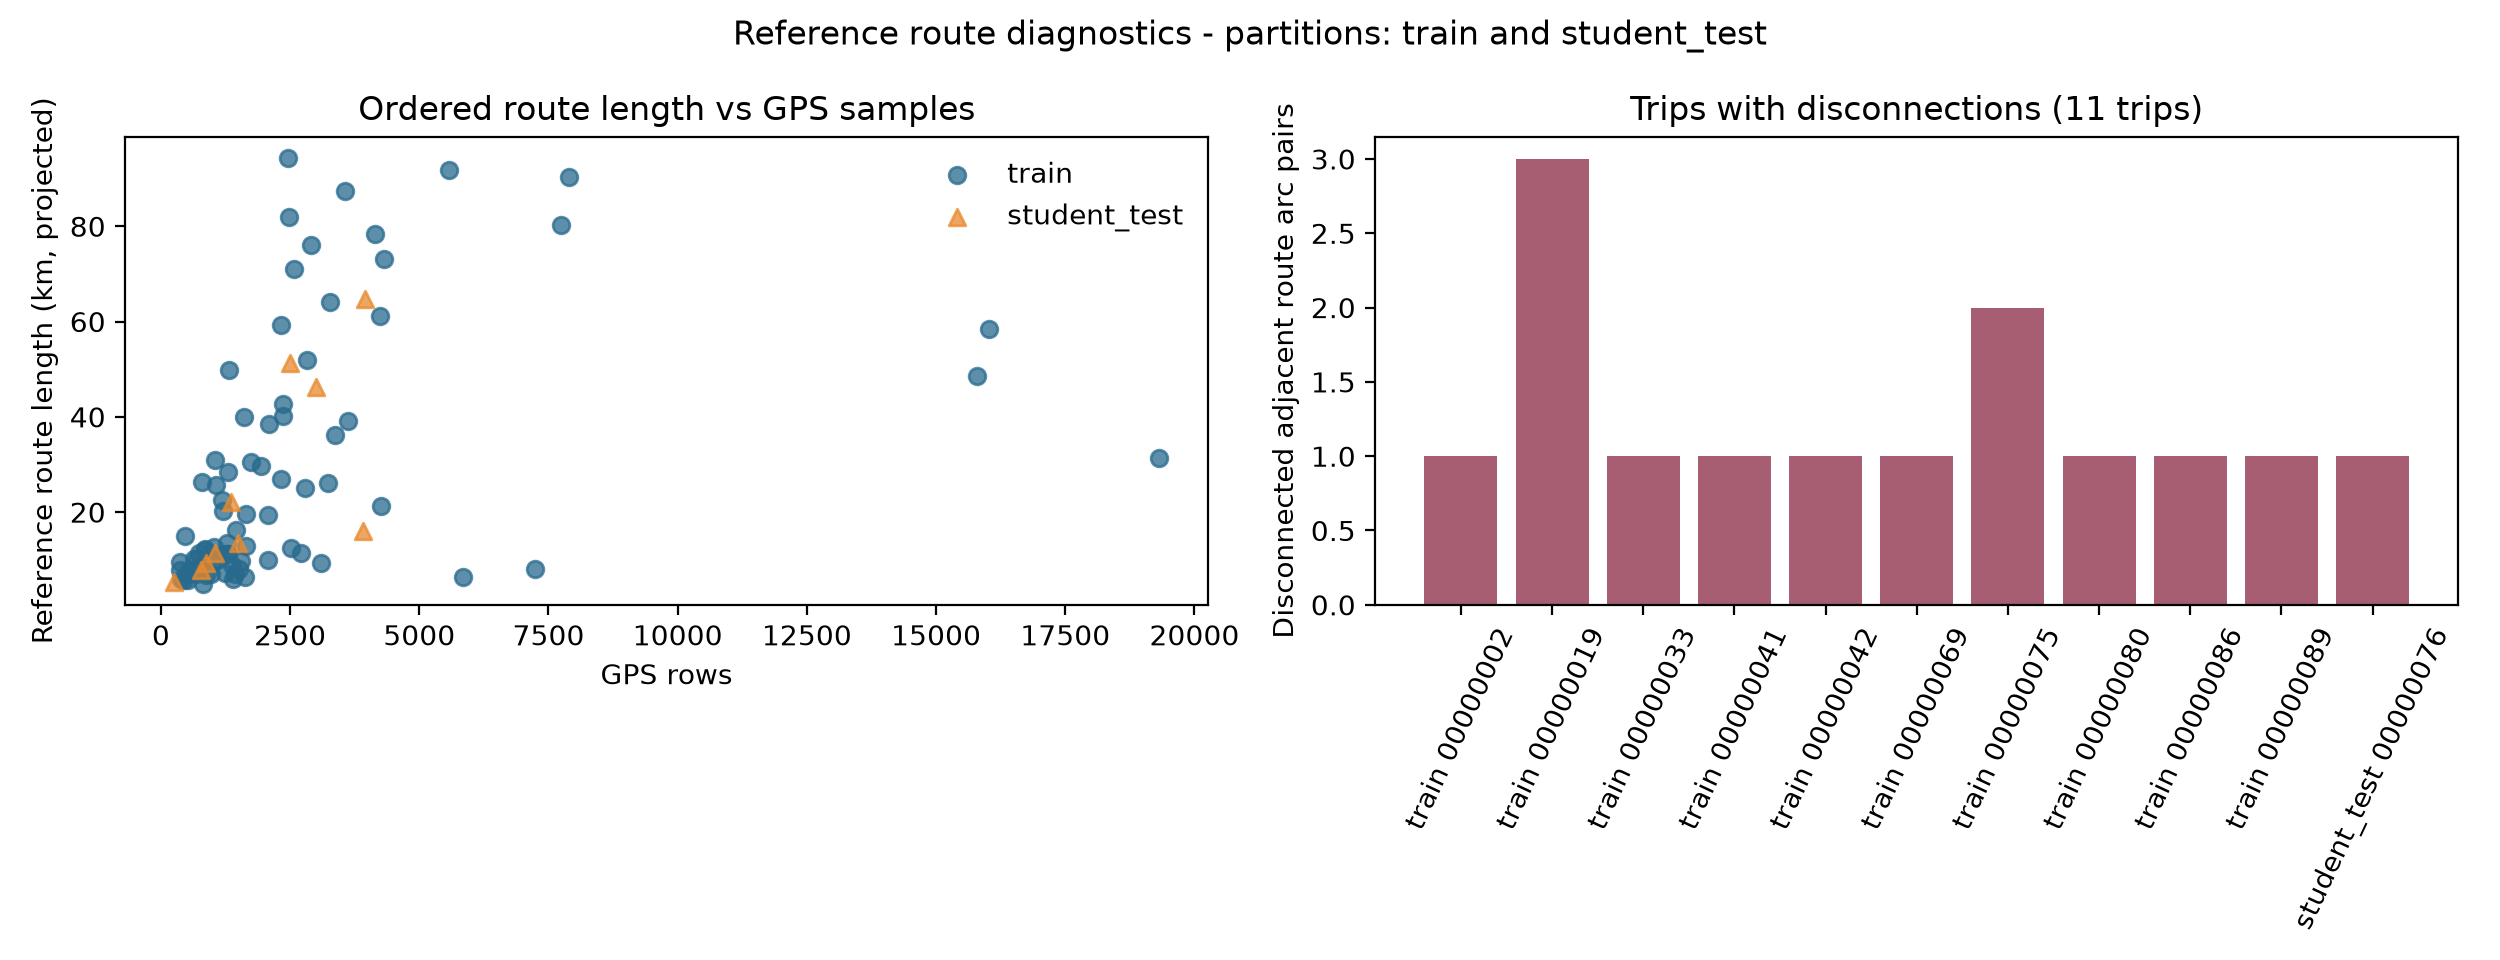 Reference route diagnostics - partitions: train and student_test
Ordered route length vs GPS samples
Reference route length (km, projected)
80
60
40
20
train
student_test
0
2500
5000
7500
10000
12500
15000
17500
20000
GPS rows
Trips with disconnections (11 trips)
Disconnected adjacent route arc pairs
3.0
2.5
2.0
1.5
1.0
0.5
0.0
train 00000002
train 00000019
train 00000033
train 00000041
train 00000042
train 00000069
train 00000075
train 00000080
train 00000086
train 00000089
student_test 00000076